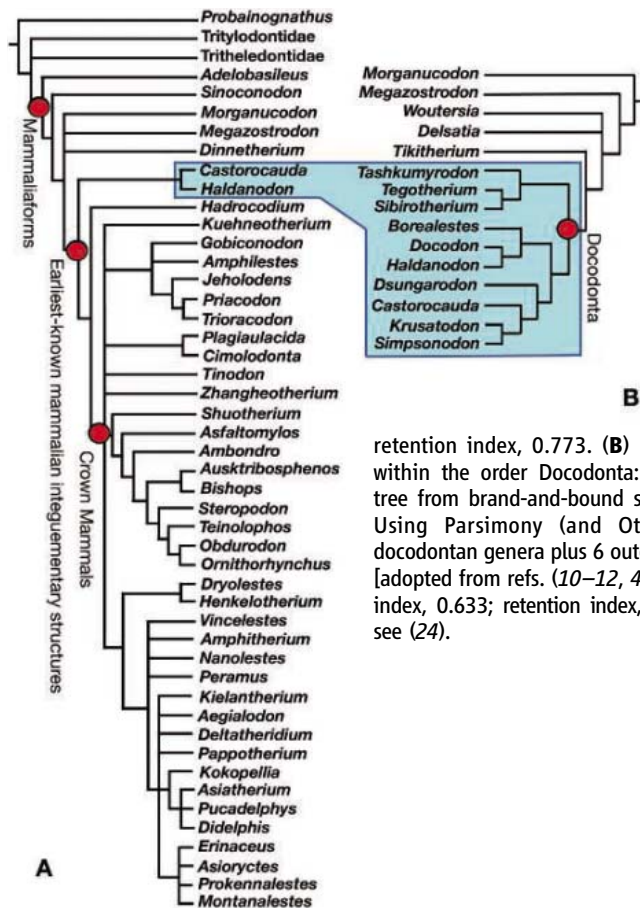 Probainognathus
Tritylodontidae
Tritheledontidae
Adelobasileus
Sinoconodon
Morganucodon
Megazostrodon
Dinnetherium
Castorocauda
Haldanodon
Hadrocodium
Kuehneotherium
Gobiconodon
Amphilestes
Jeholodens
Priacodon
Trioracodon
Plagiaulacida
Cimolodonta
Tinodon
Zhangheotherium
Shuotherium
Asfaltomylos
Ambondro
Ausktribosphenos
Bishops
Steropodon
Teinolophos
Obdurodon
Ornithorhynchus
Dryolestes
Henkelotherium
Vincelestes
Amphitherium
Nanolestes
Peramus
Kielantherium
Aegialodon
Deltatheridium
Pappotherium
Kokopellia
Asiatherium
Pucadelphys
Didelphis
Erinaceus
Asioryctes
Prokennalestes
Montanalestes
Mammaliaforms
Earliest-known mammalian integuementary structures
Crown Mammals
A
Morganucodon
Megazostrodon
Woutersia
Delsatia
Tikitherium
Tashkumyrodon
Tegotherium
Sibirotherium
Borealestes
Docodon
Haldanodon
Dsungarodon
Castorocauda
Krusatodon
Simpsonodon
Docodonta
B
retention index, 0.773. (B)
within the order Docodonta:
tree from brand-and-bound s
Using Parsimony (and Ot
docodontan genera plus 6 out
[adopted from refs. (10–12, 4
index, 0.633; retention index,
see (24).